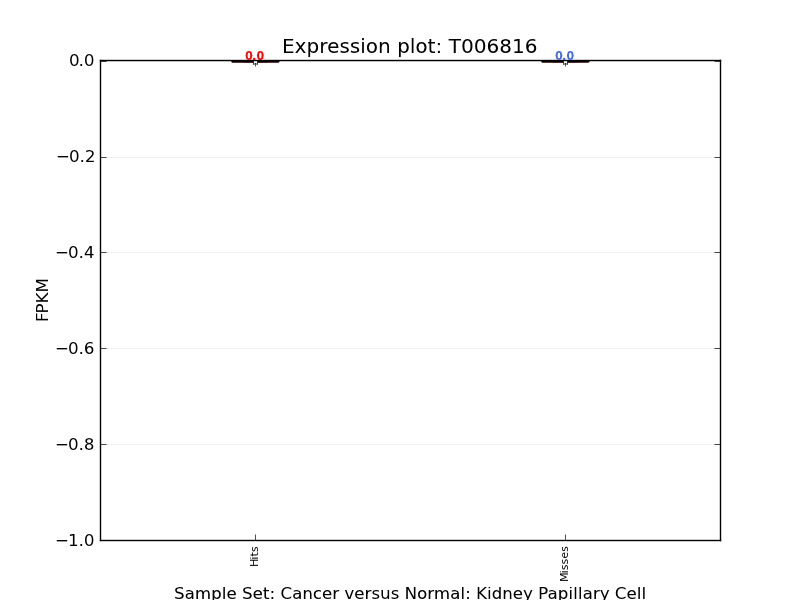 Expression plot: T006816
0.0
0.0
0.0
−0.2
−0.4
−0.6
−0.8
−1.0
FPKM
Hits
Misses
Sample Set: Cancer versus Normal: Kidney Papillary Cell